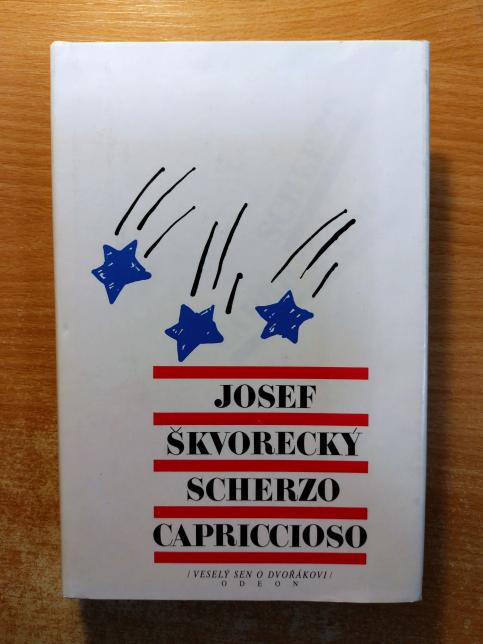 JOSEF
ŠKVORECKÝ
SCHERZO
CAPRICCIOSO
/ VESELÝ SEN O DVOŘÁKOVI /
ODEON